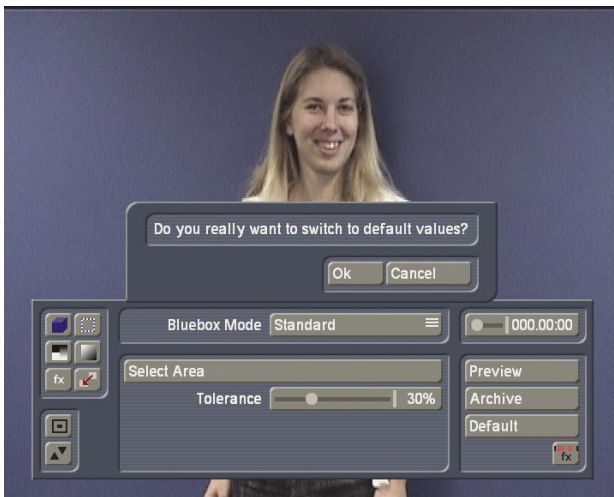 Do you really want to switch to default values?
Ok Cancel
Bluebox Mode Standard 000.00:00
Select Area Preview
Tolerance 30% Archive
Default
fx
fx